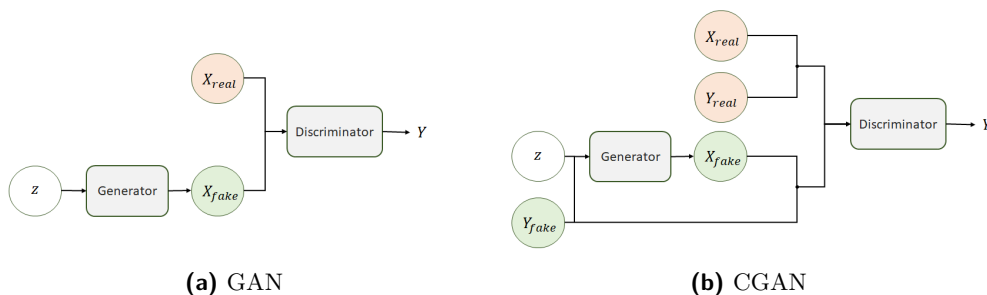 X_real
Discriminator
Y
z
Generator
X_fake
(a) GAN
X_real
Y_real
Discriminator
Y
z
Generator
X_fake
Y_fake
(b) CGAN